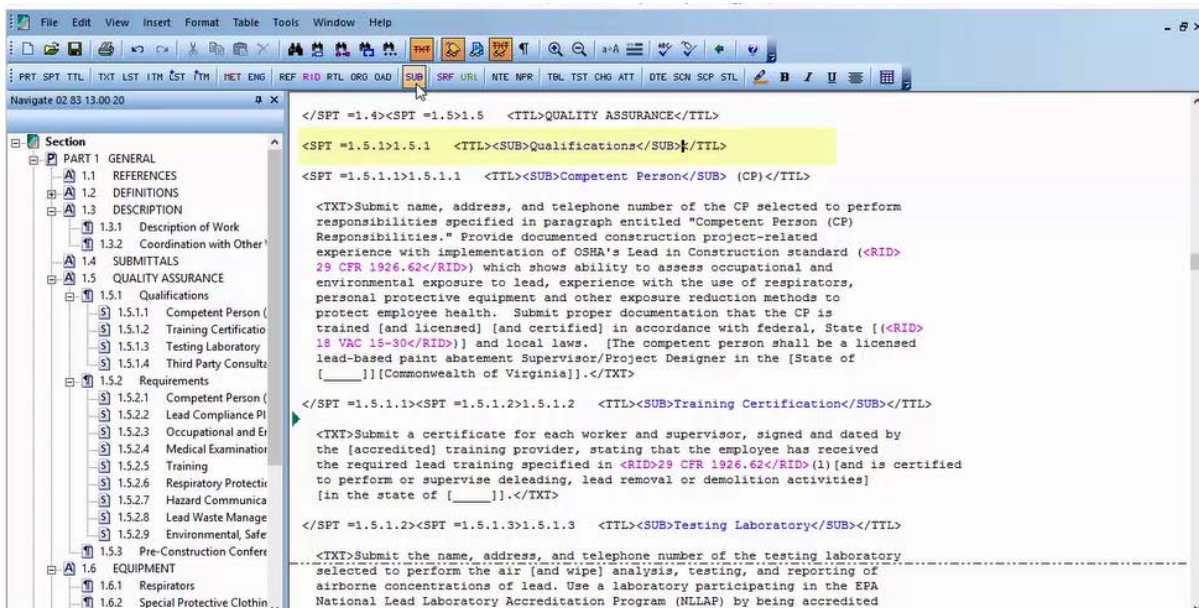 File Edit View Insert Format Table Tools Window Help
PRT SPT TTL TXT LST ITM LST ITM MET ENG REF RID RTL ORG OAD SUB SRF URL NTE NPR TBL TST CHG ATT DTE SCN SCP STL B I U
Navigate 02 83 13.00 20
Section
PART 1 GENERAL
1.1 REFERENCES
1.2 DEFINITIONS
1.3 DESCRIPTION
1.3.1 Description of Work
1.3.2 Coordination with Other
1.4 SUBMITTALS
1.5 QUALITY ASSURANCE
1.5.1 Qualifications
1.5.1.1 Competent Person (
1.5.1.2 Training Certificatio
1.5.1.3 Testing Laboratory
1.5.1.4 Third Party Consulta
1.5.2 Requirements
1.5.2.1 Competent Person (
1.5.2.2 Lead Compliance Pl
1.5.2.3 Occupational and Er
1.5.2.4 Medical Examination
1.5.2.5 Training
1.5.2.6 Respiratory Protectio
1.5.2.7 Hazard Communica
1.5.2.8 Lead Waste Manage
1.5.2.9 Environmental, Safe
1.5.3 Pre-Construction Confere
1.6 EQUIPMENT
1.6.1 Respirators
1.6.2 Special Protective Clothin
</SPT =1.4><SPT =1.5>1.5 <TTL>QUALITY ASSURANCE</TTL>
<SPT =1.5.1>1.5.1 <TTL><SUB>Qualifications</SUB></TTL>
<SPT =1.5.1.1>1.5.1.1 <TTL><SUB>Competent Person</SUB> (CP)</TTL>
<TXT>Submit name, address, and telephone number of the CP selected to perform
responsibilities specified in paragraph entitled "Competent Person (CP)
Responsibilities." Provide documented construction project-related
experience with implementation of OSHA's Lead in Construction standard (<RID>
29 CFR 1926.62</RID>) which shows ability to assess occupational and
environmental exposure to lead, experience with the use of respirators,
personal protective equipment and other exposure reduction methods to
protect employee health. Submit proper documentation that the CP is
trained [and licensed] [and certified] in accordance with federal, State [(<RID>
18 VAC 15-30</RID>)] and local laws. [The competent person shall be a licensed
lead-based paint abatement Supervisor/Project Designer in the [State of
[_____]][Commonwealth of Virginia]].</TXT>
</SPT =1.5.1.1><SPT =1.5.1.2>1.5.1.2 <TTL><SUB>Training Certification</SUB></TTL>
<TXT>Submit a certificate for each worker and supervisor, signed and dated by
the [accredited] training provider, stating that the employee has received
the required lead training specified in <RID>29 CFR 1926.62</RID>(l)[and is certified
to perform or supervise deleading, lead removal or demolition activities]
[in the state of [_____]].</TXT>
</SPT =1.5.1.2><SPT =1.5.1.3>1.5.1.3 <TTL><SUB>Testing Laboratory</SUB></TTL>
<TXT>Submit the name, address, and telephone number of the testing laboratory
selected to perform the air [and wipe] analysis, testing, and reporting of
airborne concentrations of lead. Use a laboratory participating in the EPA
National Lead Laboratory Accreditation Program (NLLAP) by being accredited